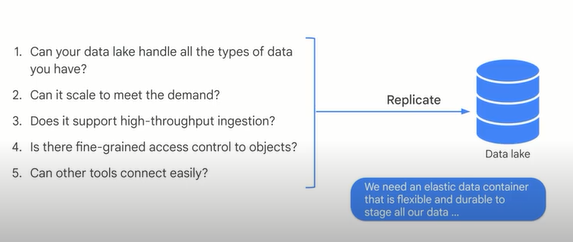 1. Can your data lake handle all the types of data
you have?
2. Can it scale to meet the demand?
3. Does it support high-throughput ingestion?
4. Is there fine-grained access control to objects?
5. Can other tools connect easily?
Replicate
Data lake
We need an elastic data container
that is flexible and durable to
stage all our data ...